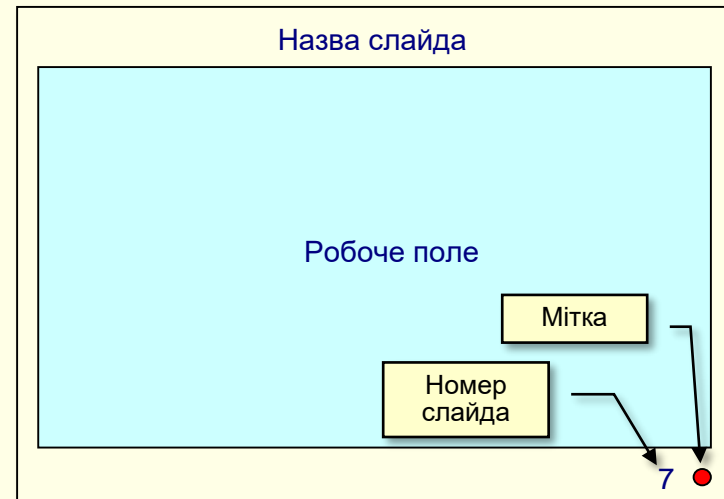 Назва слайда
Робоче поле
Мітка
Номер
слайда
7